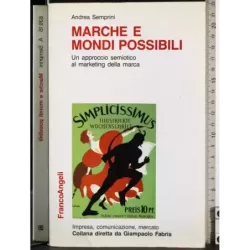 Andrea Semprini
MARCHE E
MONDI POSSIBILI
Un approccio semiotico
al marketing della marca
SIMPLICISSIMUS
ILLUSTRIERTE
WOCHENSCHRIFT
PREIS 10 PF.
FrancoAngeli
Impresa, comunicazione, mercato
Collana diretta da Giampaolo Fabris